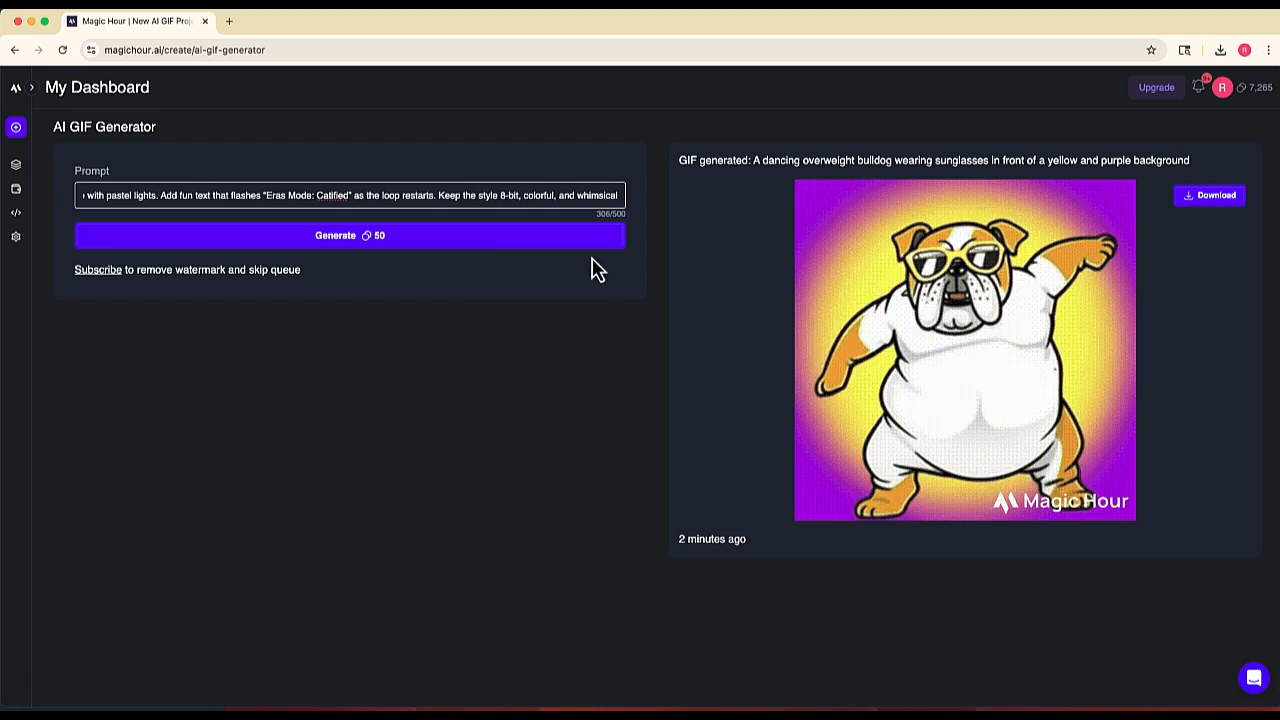 Magic Hour | New AI GIF Proj
magichour.ai/create/ai-gif-generator
R
My Dashboard
Upgrade
9+
R
7,265
AI GIF Generator
Prompt
with pastel lights. Add fun text that flashes "Eras Mode: Catified" as the loop restarts. Keep the style 8-bit, colorful, and whimsical
306/500
Generate 50
Subscribe to remove watermark and skip queue
GIF generated: A dancing overweight bulldog wearing sunglasses in front of a yellow and purple background
Download
Magic Hour
2 minutes ago